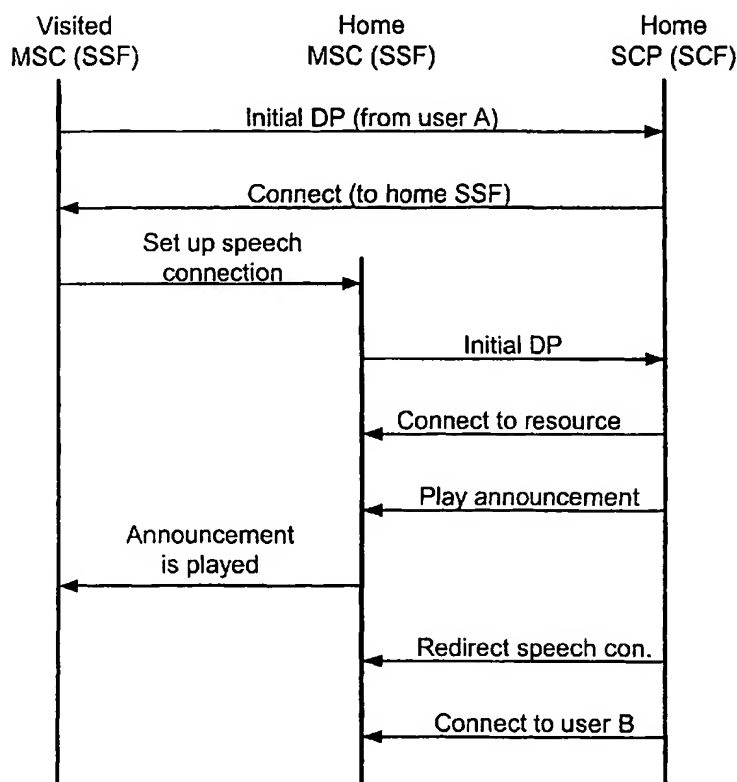 Visited
MSC (SSF)
Home
MSC (SSF)
Home
SCP (SCF)
Initial DP (from user A)
Connect (to home SSF)
Set up speech
connection
Initial DP
Connect to resource
Play announcement
Announcement
is played
Redirect speech con.
Connect to user B